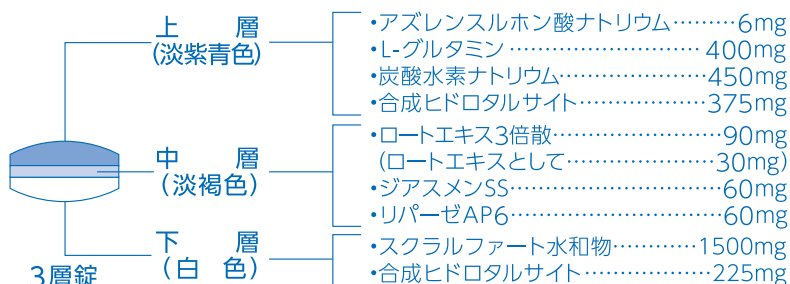 上　層
(淡紫青色)
・アズレンスルホン酸ナトリウム………6mg
・L-グルタミン………………………400mg
・炭酸水素ナトリウム…………………450mg
・合成ヒドロタルサイト………………375mg
中　層
(淡褐色)
・ロートエキス3倍散…………………90mg
(ロートエキスとして…………………30mg)
・ジアスメンSS………………………60mg
・リパーゼAP6…………………………60mg
下　層
(白　色)
・スクラルファート水和物…………1500mg
・合成ヒドロタルサイト………………225mg
3層錠